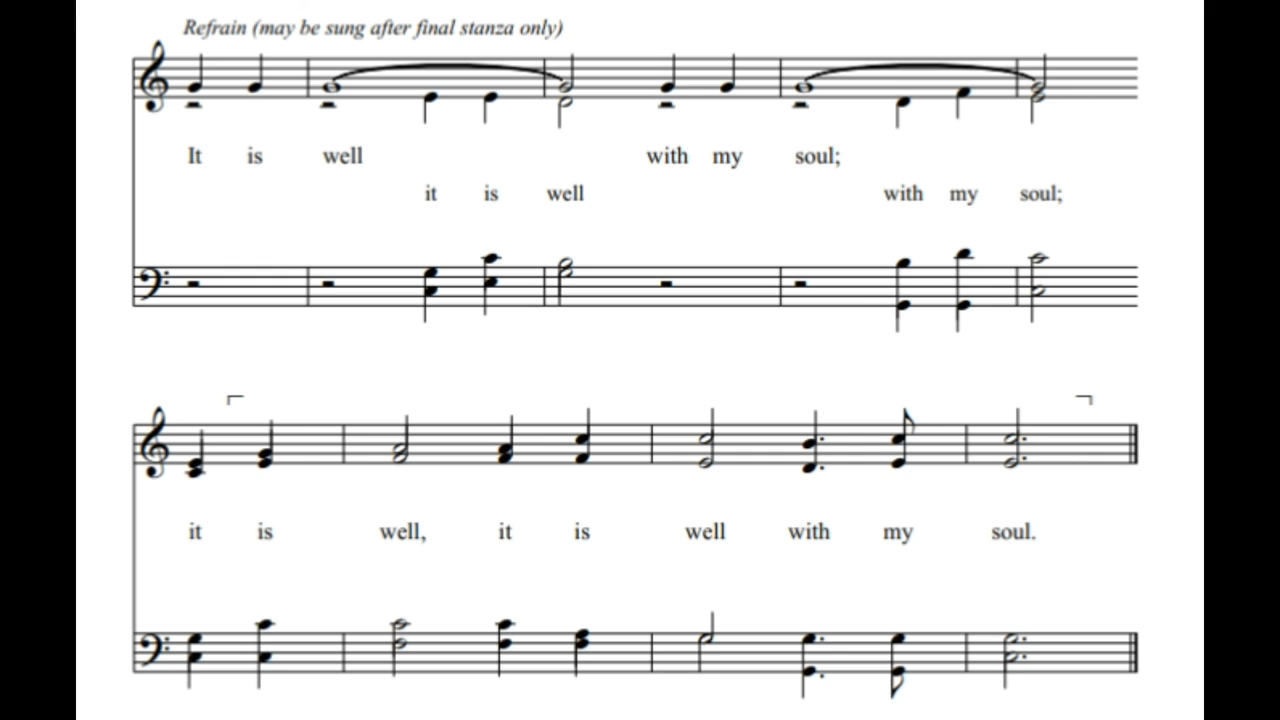 Refrain (may be sung after final stanza only)
It is well with my soul;
it is well with my soul;
it is well, it is well with my soul.